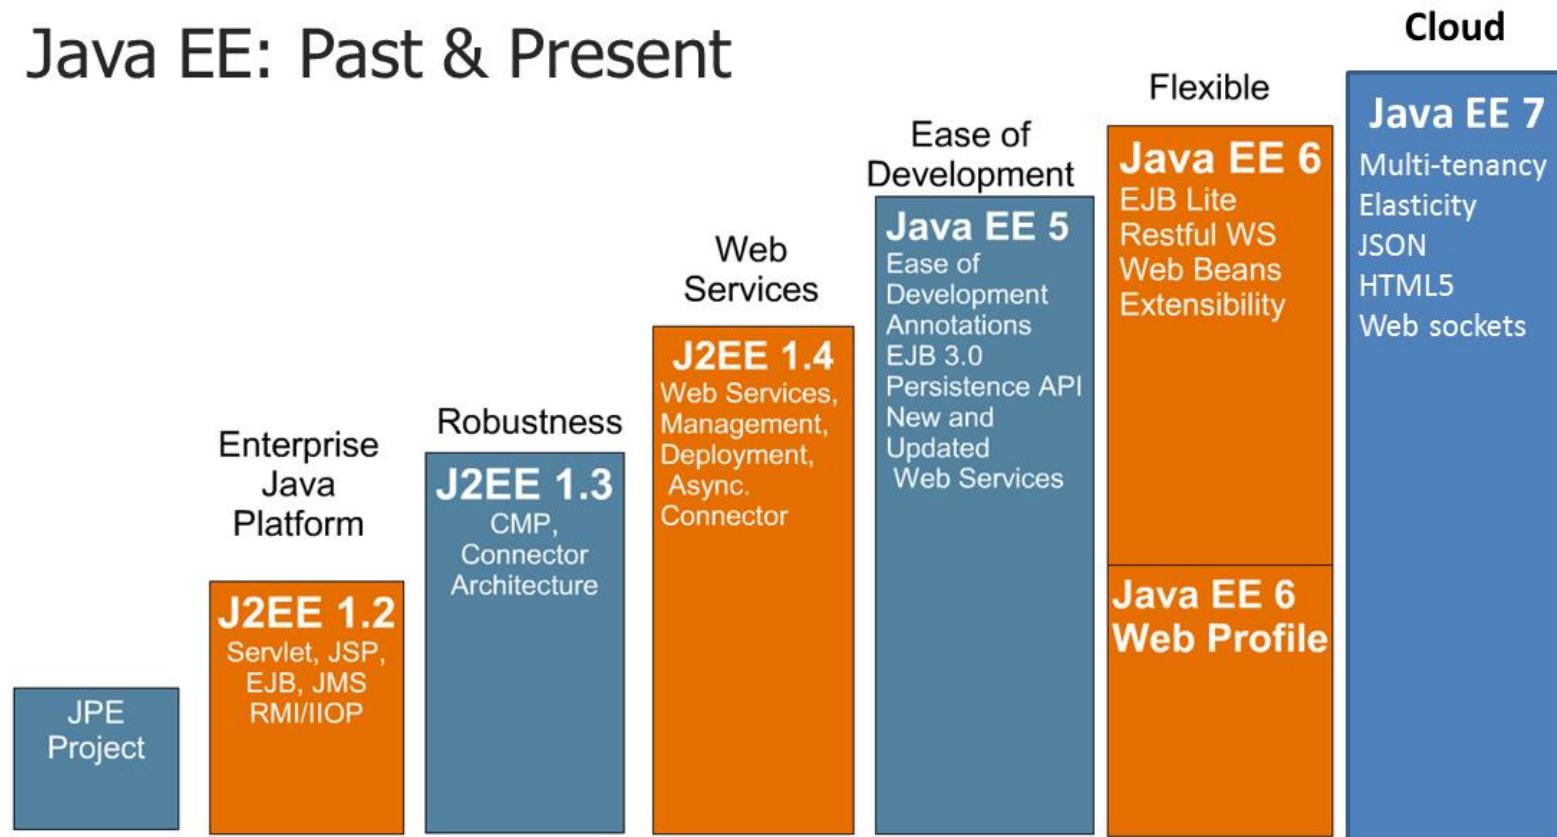 Java EE: Past & Present
JPE
Project
Enterprise
Java
Platform
J2EE 1.2
Servlet, JSP,
EJB, JMS
RMI/IIOP
Robustness
J2EE 1.3
CMP,
Connector
Architecture
Web
Services
J2EE 1.4
Web Services,
Management,
Deployment,
Async.
Connector
Ease of
Development
Java EE 5
Ease of
Development
Annotations
EJB 3.0
Persistence API
New and
Updated
Web Services
Flexible
Java EE 6
EJB Lite
Restful WS
Web Beans
Extensibility
Java EE 6
Web Profile
Cloud
Java EE 7
Multi-tenancy
Elasticity
JSON
HTML5
Web sockets